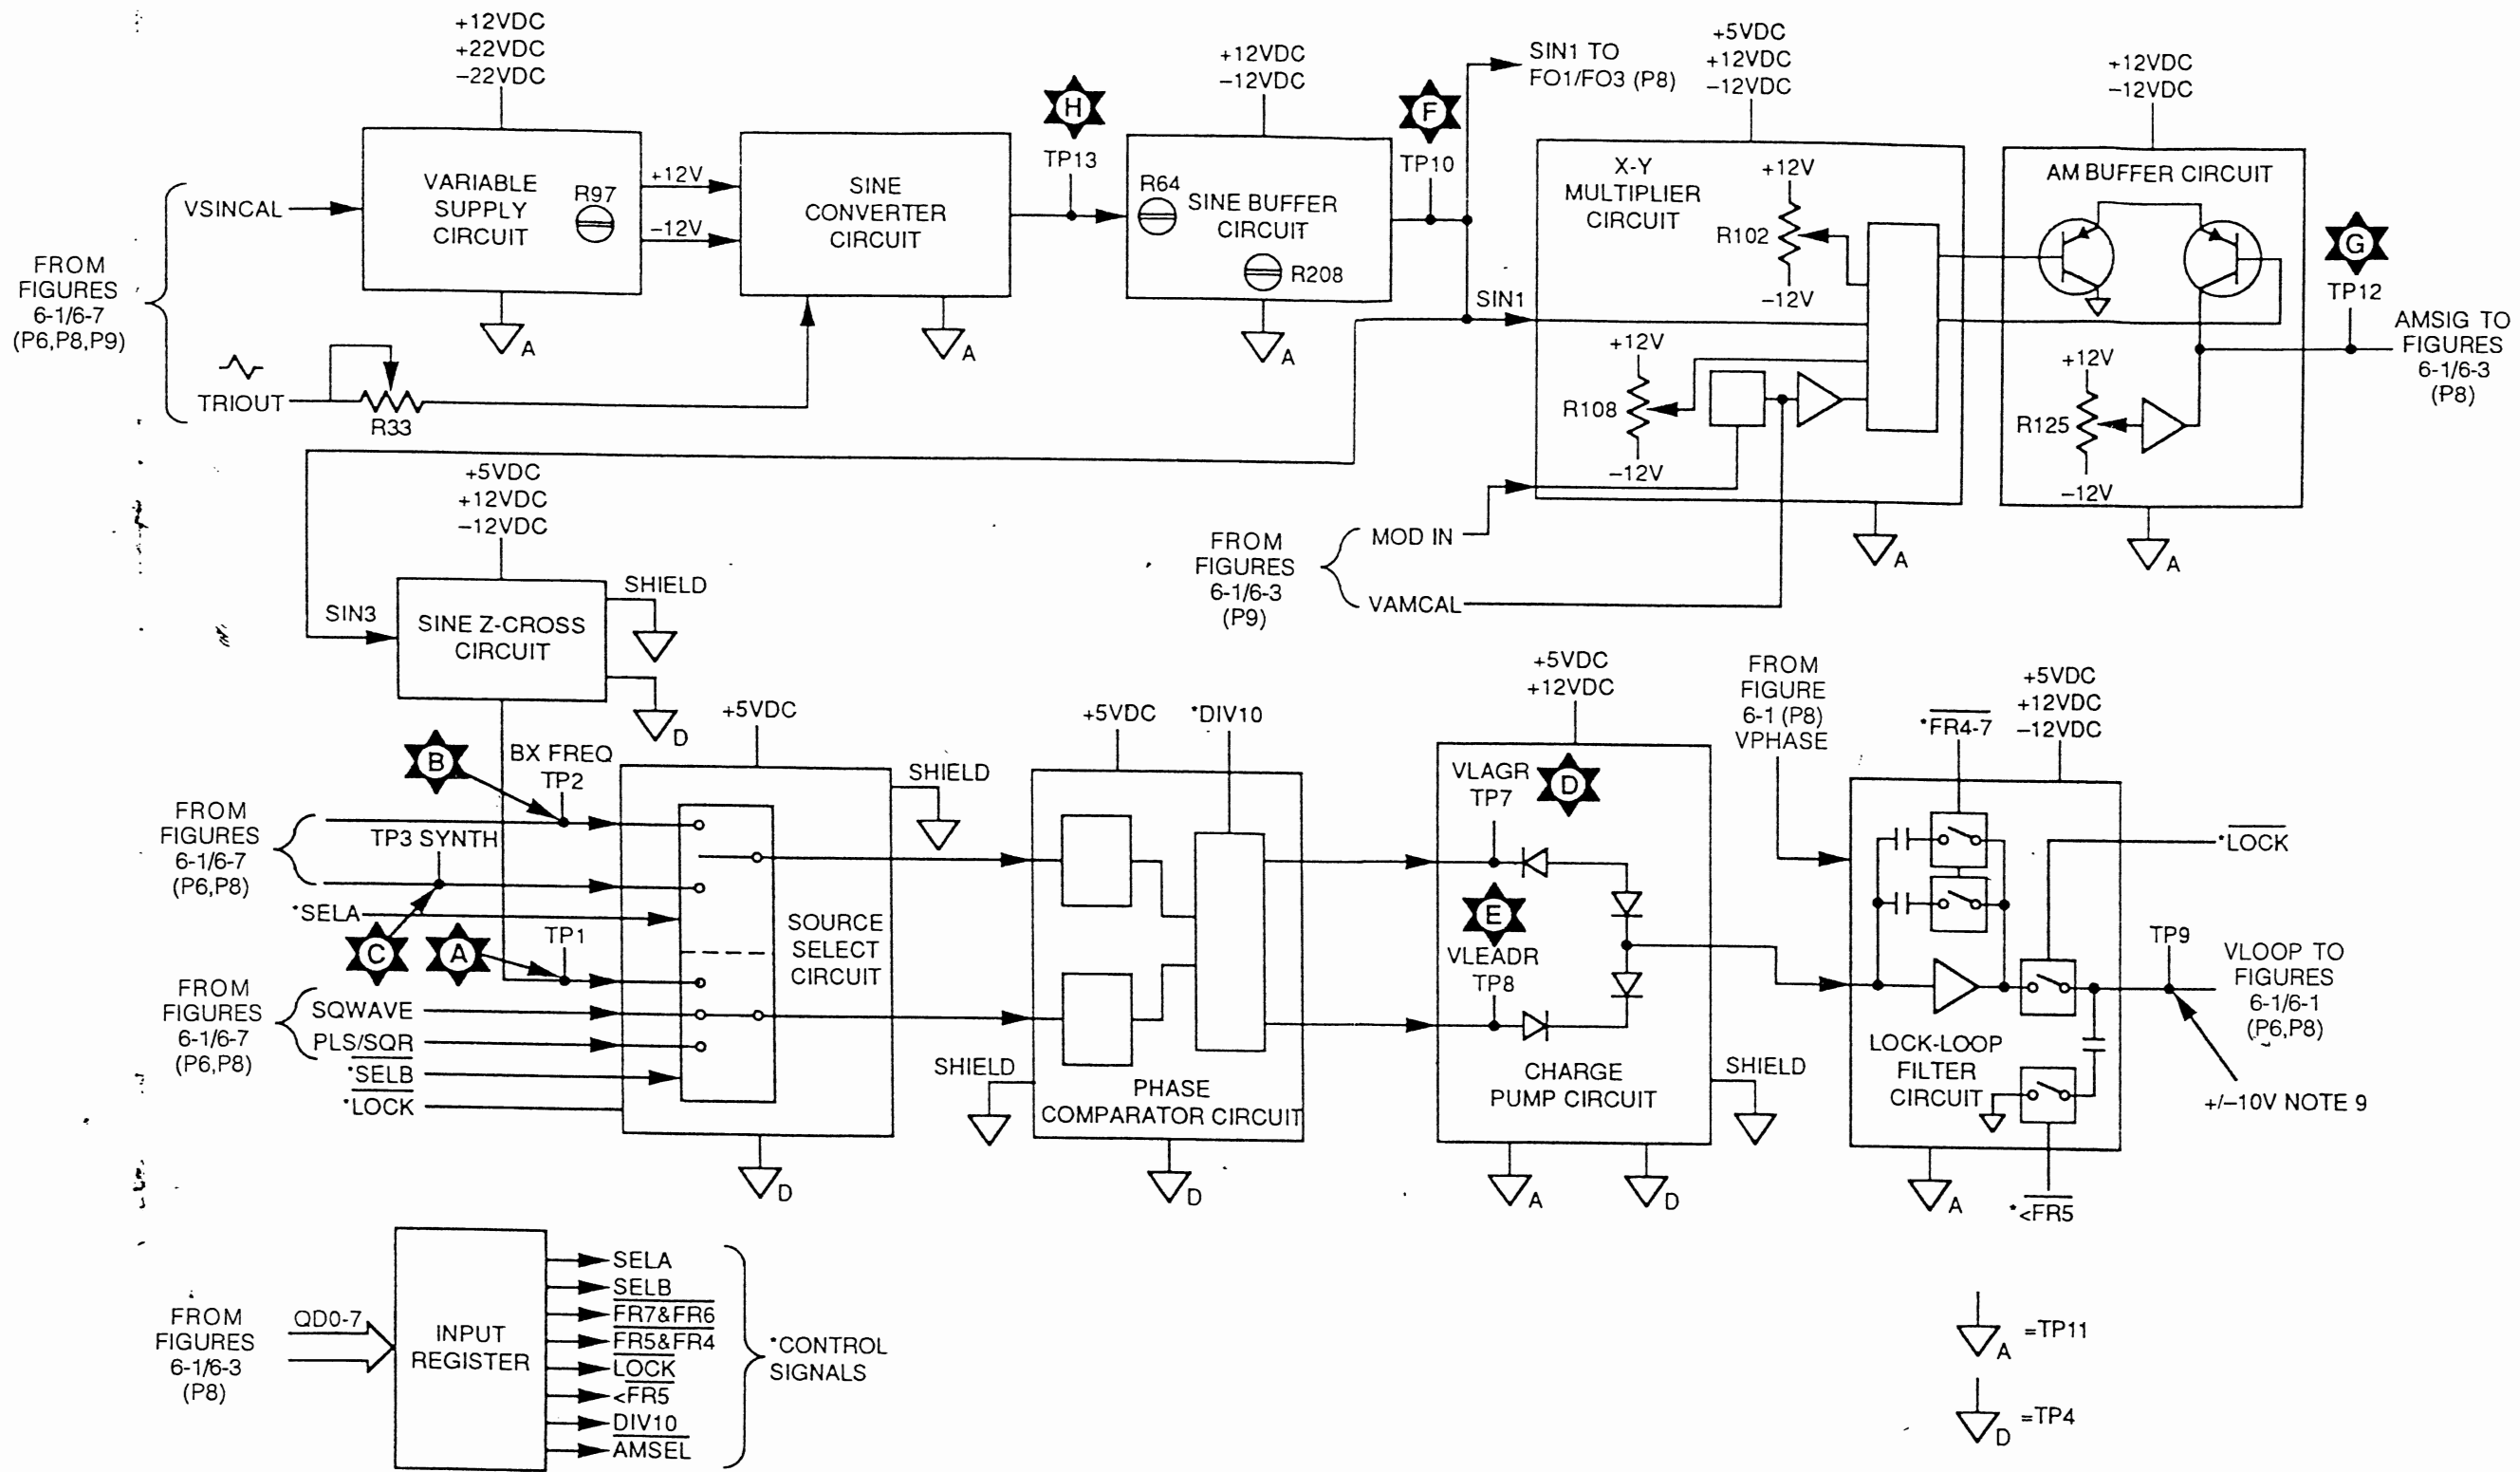 +12VDC
+22VDC
−22VDC
VARIABLE
SUPPLY
CIRCUIT
R97
VSINCAL
FROM
FIGURES
6-1/6-7
(P6,P8,P9)
TRIOUT
R33
A
+12V
−12V
SINE
CONVERTER
CIRCUIT
A
H
TP13
+12VDC
−12VDC
R64
SINE BUFFER
CIRCUIT
R208
A
F
TP10
SIN1 TO
FO1/FO3 (P8)
SIN1
+5VDC
+12VDC
−12VDC
X-Y
MULTIPLIER
CIRCUIT
+12V
R102
−12V
+12V
R108
−12V
A
FROM
FIGURES
6-1/6-3
(P9)
MOD IN
VAMCAL
+12VDC
−12VDC
AM BUFFER CIRCUIT
+12V
R125
−12V
A
G
TP12
AMSIG TO
FIGURES
6-1/6-3
(P8)
+5VDC
+12VDC
−12VDC
SIN3
SINE Z-CROSS
CIRCUIT
SHIELD
D
B
BX FREQ
TP2
FROM
FIGURES
6-1/6-7
(P6,P8)
TP3 SYNTH
*SELA
C
A
TP1
FROM
FIGURES
6-1/6-7
(P6,P8)
SQWAVE
PLS/SQR
*SELB
*LOCK
+5VDC
SOURCE
SELECT
CIRCUIT
SHIELD
D
+5VDC
*DIV10
SHIELD
PHASE
COMPARATOR CIRCUIT
D
+5VDC
+12VDC
VLAGR
TP7
D
E
VLEADR
TP8
CHARGE
PUMP CIRCUIT
SHIELD
A
D
FROM
FIGURE
6-1 (P8)
VPHASE
*FR4-7
+5VDC
+12VDC
−12VDC
*LOCK
LOCK-LOOP
FILTER
CIRCUIT
A
*<FR5
TP9
VLOOP TO
FIGURES
6-1/6-1
(P6,P8)
+/−10V NOTE 9
FROM
FIGURES
6-1/6-3
(P8)
QD0-7
INPUT
REGISTER
SELA
SELB
FR7&FR6
FR5&FR4
LOCK
<FR5
DIV10
AMSEL
*CONTROL
SIGNALS
A =TP11
D =TP4